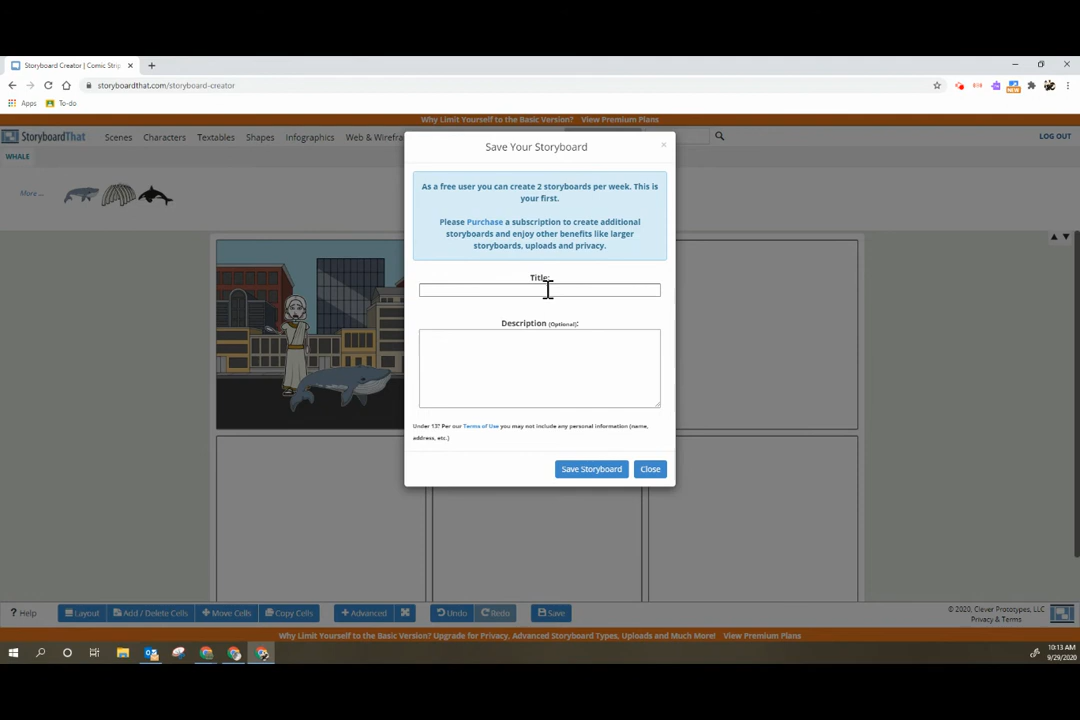 Storyboard Creator | Comic Strip
storyboardthat.com/storyboard-creator
NEW
Apps To-do
Why Limit Yourself to the Basic Version? View Premium Plans
StoryboardThat Scenes Characters Textables Shapes Infographics Web & Wirefra LOG OUT
WHALE
More ...
Save Your Storyboard
×
As a free user you can create 2 storyboards per week. This is
your first.
Please Purchase a subscription to create additional
storyboards and enjoy other benefits like larger
storyboards, uploads and privacy.
Title:
Description (Optional):
Under 13? Per our Terms of Use you may not include any personal information (name,
address, etc.)
Save Storyboard Close
? Help Layout Add / Delete Cells Move Cells Copy Cells + Advanced Undo Redo Save
© 2020, Clever Prototypes, LLC
Privacy & Terms
Why Limit Yourself to the Basic Version? Upgrade for Privacy, Advanced Storyboard Types, Uploads and Much More! View Premium Plans
10:13 AM
9/29/2020